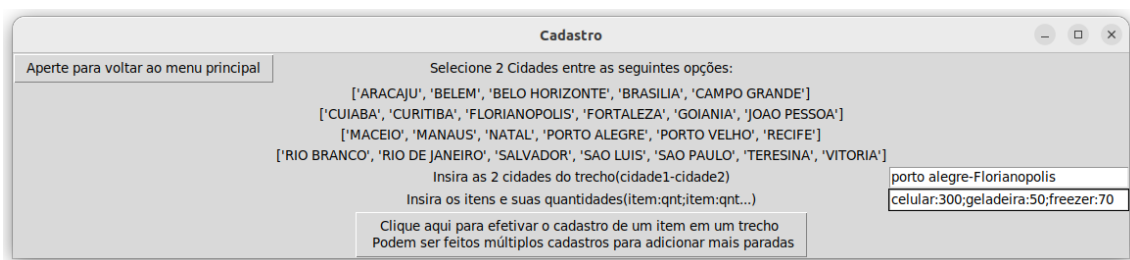 Cadastro
Aperte para voltar ao menu principal
Selecione 2 Cidades entre as seguintes opções:
['ARACAJU', 'BELEM', 'BELO HORIZONTE', 'BRASILIA', 'CAMPO GRANDE']
['CUIABA', 'CURITIBA', 'FLORIANOPOLIS', 'FORTALEZA', 'GOIANIA', 'JOAO PESSOA']
['MACEIO', 'MANAUS', 'NATAL', 'PORTO ALEGRE', 'PORTO VELHO', 'RECIFE']
['RIO BRANCO', 'RIO DE JANEIRO', 'SALVADOR', 'SAO LUIS', 'SAO PAULO', 'TERESINA', 'VITORIA']
Insira as 2 cidades do trecho(cidade1-cidade2)
porto alegre-Florianopolis
Insira os itens e suas quantidades(item:qnt;item:qnt...)
celular:300;geladeira:50;freezer:70
Clique aqui para efetivar o cadastro de um item em um trecho
Podem ser feitos múltiplos cadastros para adicionar mais paradas